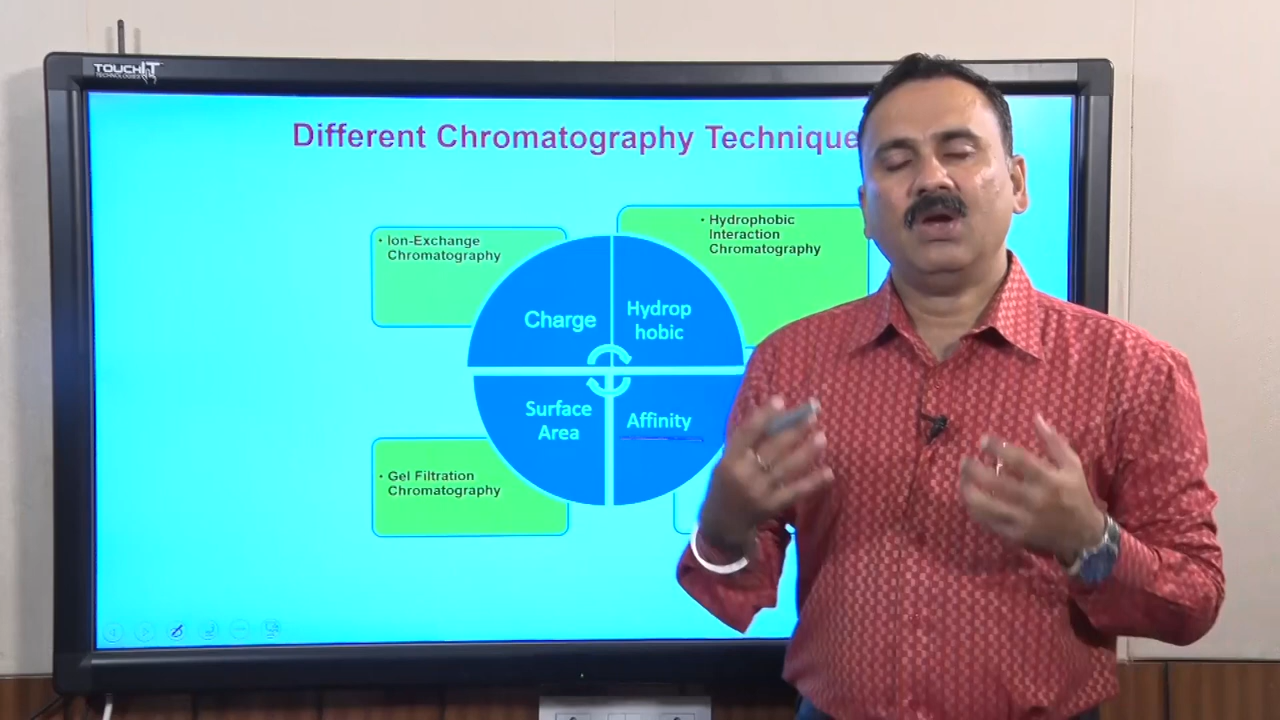 TOUCHIT
TECHNOLOGIES
Different Chromatography Technique
• Ion-Exchange
Chromatography
• Hydrophobic
Interaction
Chromatography
Charge
Hydrop
hobic
Surface
Area
Affinity
• Gel Filtration
Chromatography